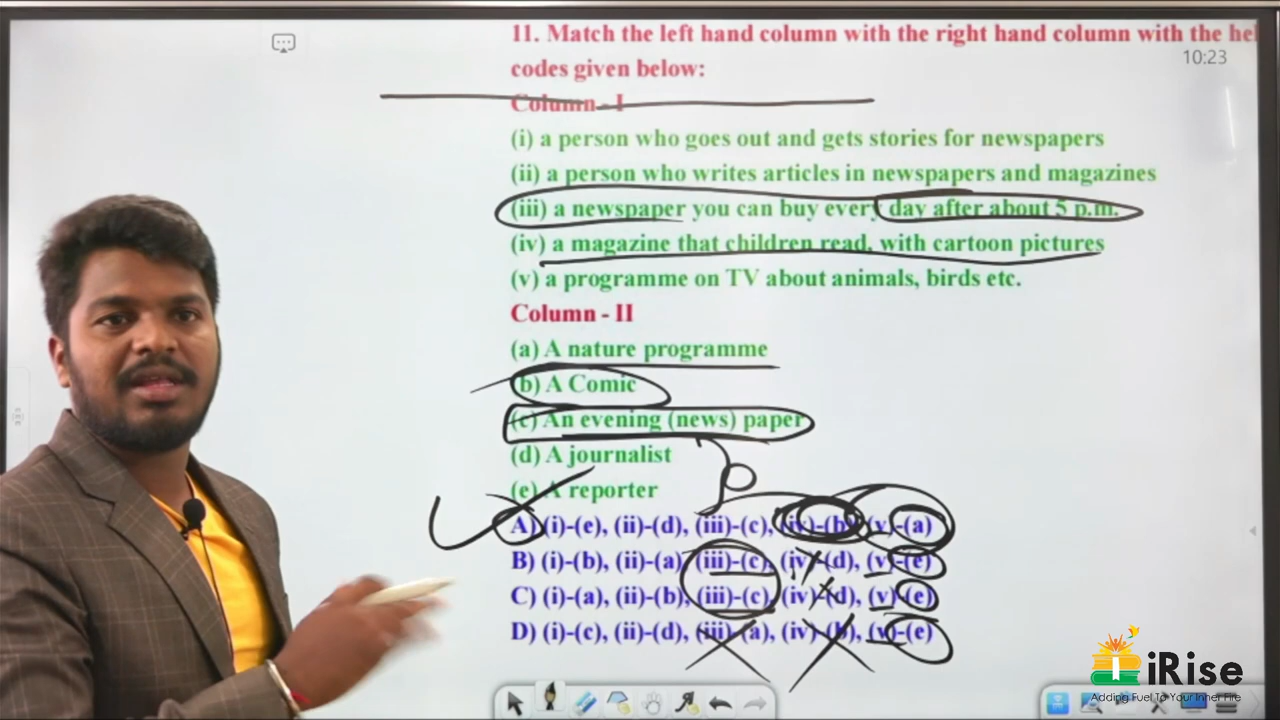 11. Match the left hand column with the right hand column with the he
10:23
codes given below:
Column - I
(i) a person who goes out and gets stories for newspapers
(ii) a person who writes articles in newspapers and magazines
(iii) a newspaper you can buy every day after about 5 p.m.
(iv) a magazine that children read, with cartoon pictures
(v) a programme on TV about animals, birds etc.
Column - II
(a) A nature programme
(b) A Comic
(c) An evening (news) paper
(d) A journalist
(e) A reporter
A) (i)-(e), (ii)-(d), (iii)-(c), (iv)-(b), (v)-(a)
B) (i)-(b), (ii)-(a), (iii)-(c), (iv)-(d), (v)-(e)
C) (i)-(a), (ii)-(b), (iii)-(c), (iv)-(d), (v)-(e)
D) (i)-(c), (ii)-(d), (iii)-(a), (iv)-(b), (v)-(e)
iRise
Adding Fuel To Your Inner Fire